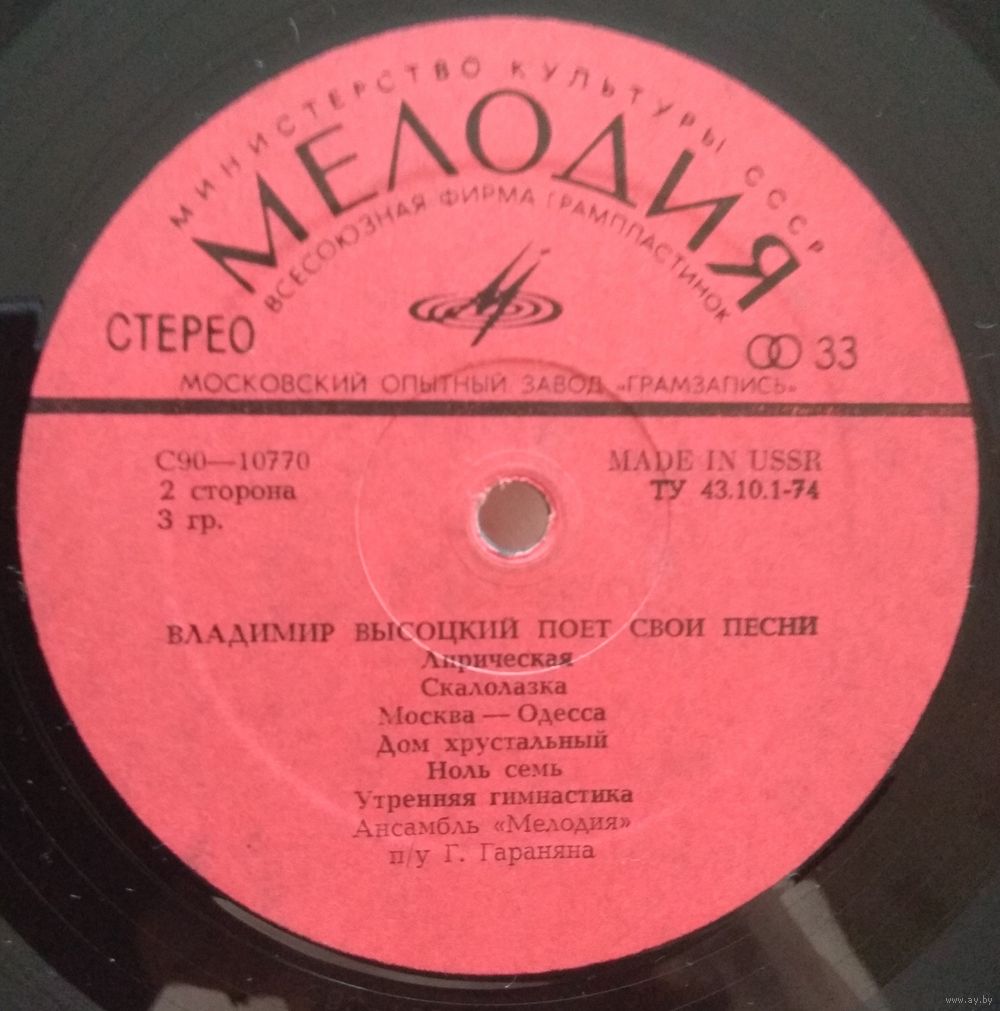 МИНИСТЕРСТВО КУЛЬТУРЫ СССР
МЕЛОДИЯ
ВСЕСОЮЗНАЯ ФИРМА ГРАМПЛАСТИНОК
СТЕРЕО
33
МОСКОВСКИЙ ОПЫТНЫЙ ЗАВОД «ГРАМЗАПИСЬ»
С90—10770
MADE IN USSR
2 сторона
ТУ 43.10.1-74
3 гр.
ВЛАДИМИР ВЫСОЦКИЙ ПОЕТ СВОИ ПЕСНИ
Лирическая
Скалолазка
Москва — Одесса
Дом хрустальный
Ноль семь
Утренняя гимнастика
Ансамбль «Мелодия»
п/у Г. Гараняна
www.ay.by